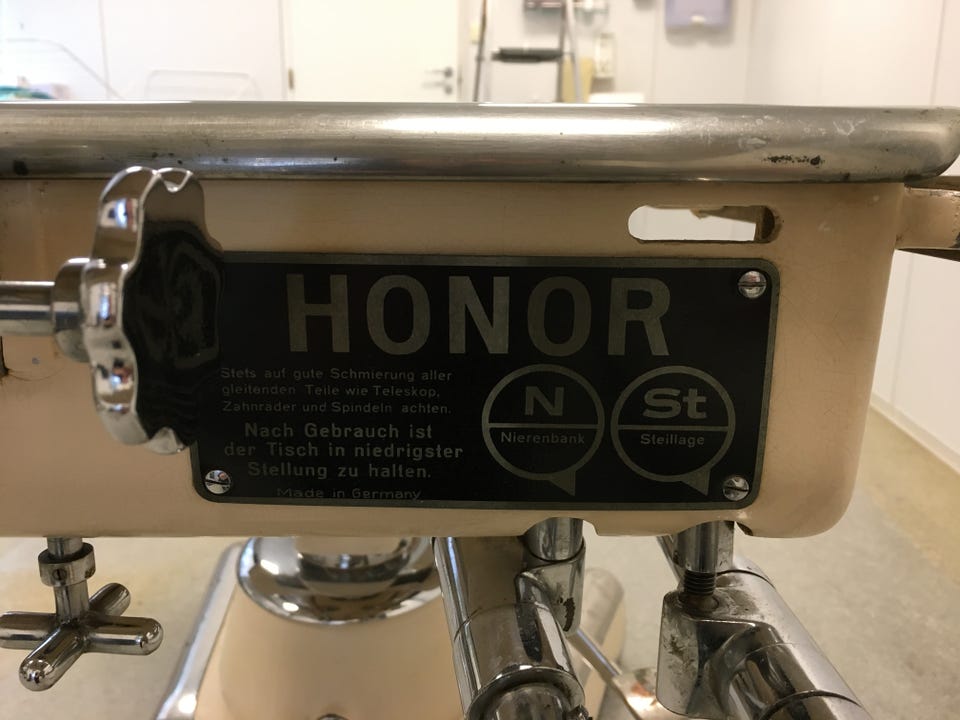 HONOR
Stets auf gute Schmierung aller
gleitenden Teile wie Teleskop,
Zahnräder und Spindeln achten.
Nach Gebrauch ist
der Tisch in niedrigster
Stellung zu halten.
Made in Germany
N
Nierenbank
St
Steillage